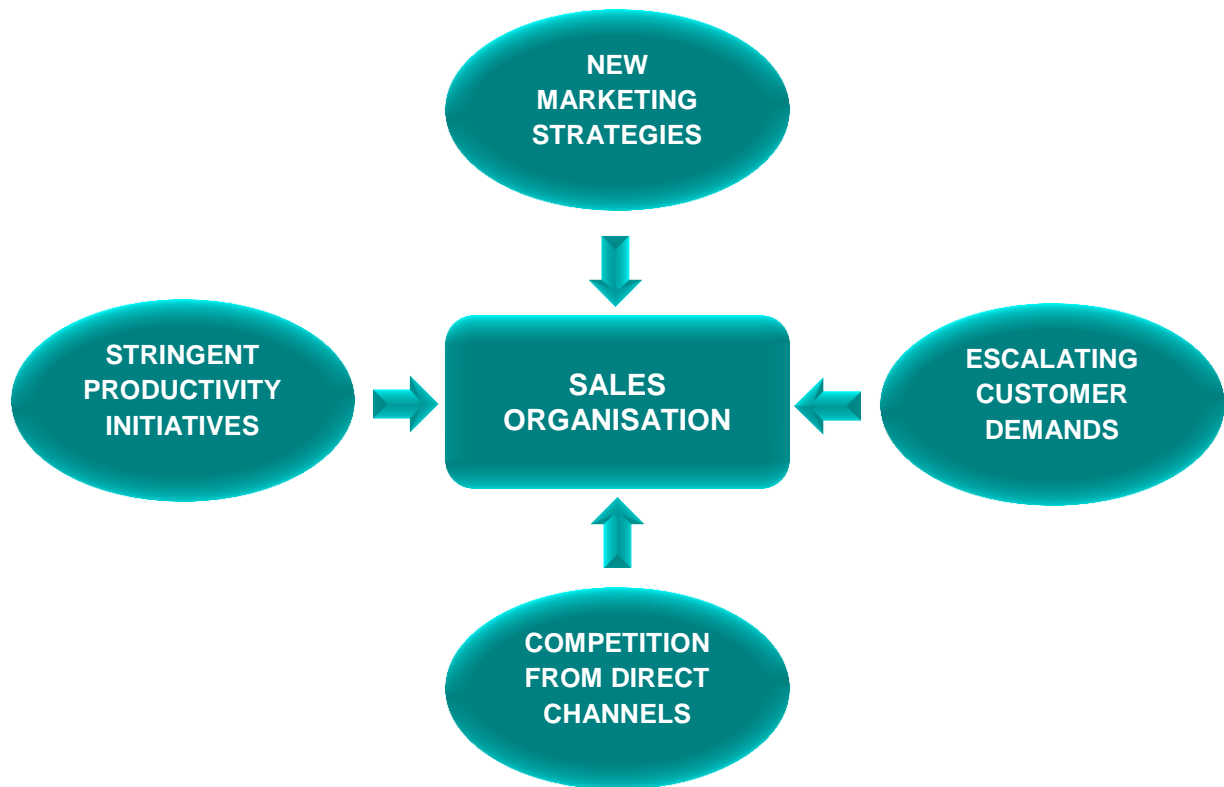 NEW
MARKETING
STRATEGIES
STRINGENT
PRODUCTIVITY
INITIATIVES
SALES
ORGANISATION
ESCALATING
CUSTOMER
DEMANDS
COMPETITION
FROM DIRECT
CHANNELS